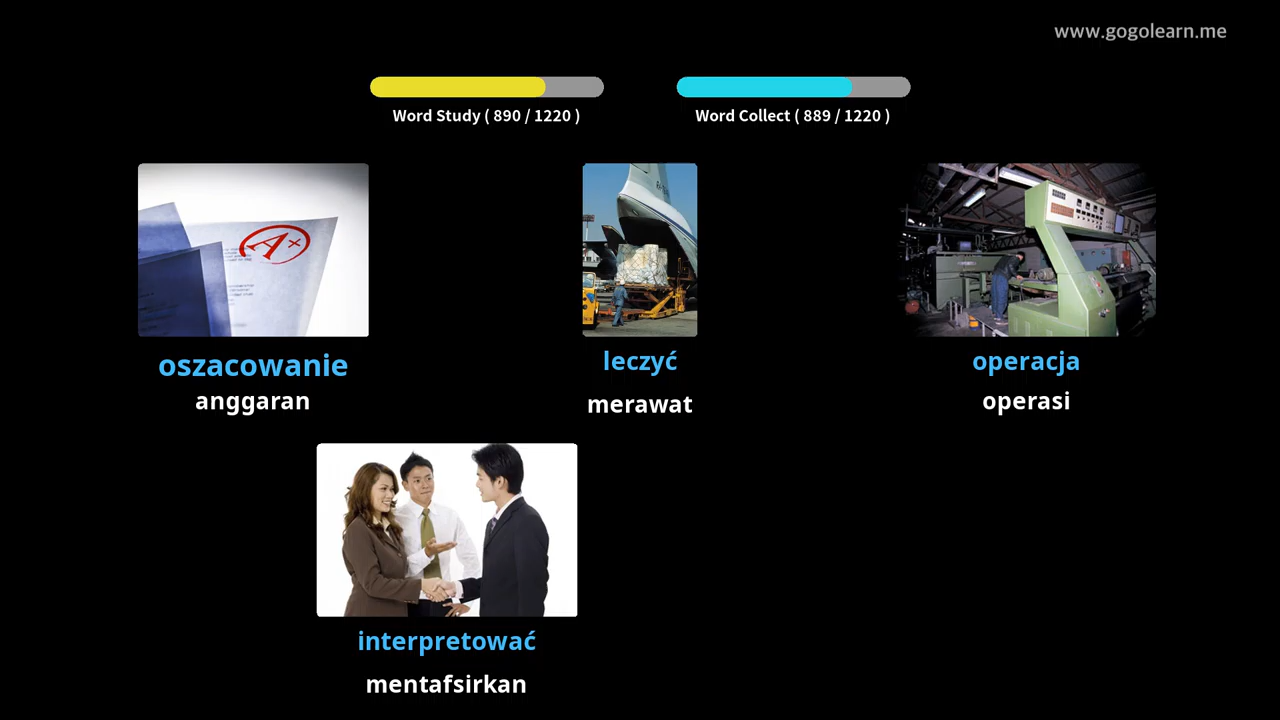 www.gogolearn.me
Word Study ( 890 / 1220 )
Word Collect ( 889 / 1220 )
A+
oszacowanie
anggaran
leczyć
merawat
operacja
operasi
interpretować
mentafsirkan